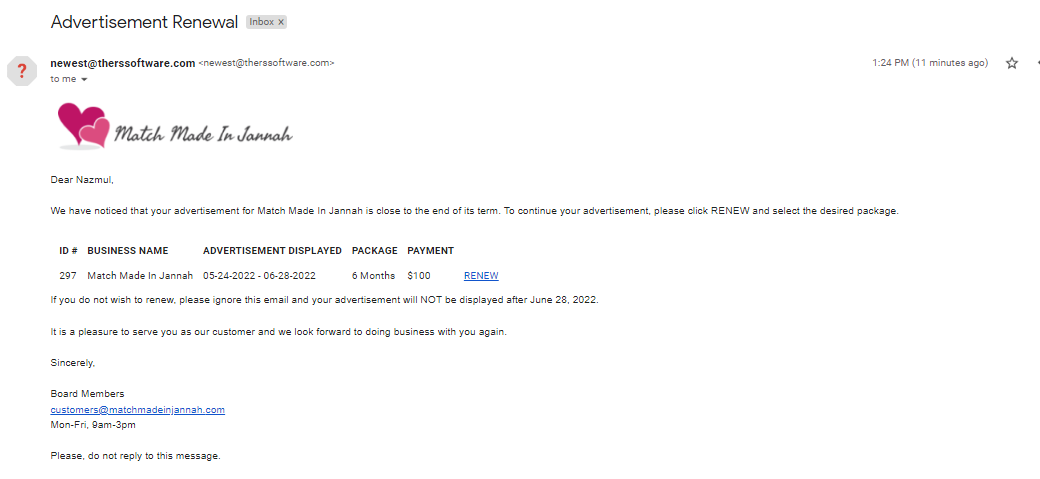 Advertisement Renewal Inbox x
newest@therssoftware.com <newest@therssoftware.com> 1:24 PM (11 minutes ago)
to me
?
Match Made In Jannah
Dear Nazmul,
We have noticed that your advertisement for Match Made In Jannah is close to the end of its term. To continue your advertisement, please click RENEW and select the desired package.
ID # BUSINESS NAME ADVERTISEMENT DISPLAYED PACKAGE PAYMENT
297 Match Made In Jannah 05-24-2022 - 06-28-2022 6 Months $100 RENEW
If you do not wish to renew, please ignore this email and your advertisement will NOT be displayed after June 28, 2022.
It is a pleasure to serve you as our customer and we look forward to doing business with you again.
Sincerely,
Board Members
customers@matchmadeinjannah.com
Mon-Fri, 9am-3pm
Please, do not reply to this message.